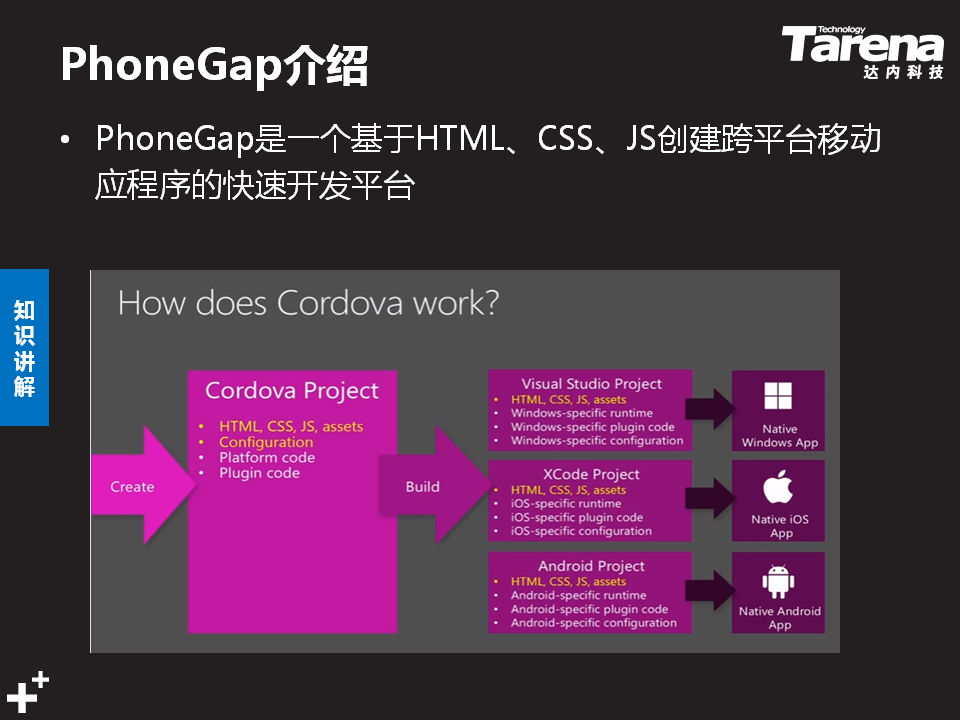 PhoneGap介绍
Technology
Tarena
达内科技
• PhoneGap是一个基于HTML、CSS、JS创建跨平台移动
应程序的快速开发平台
知
识
讲
解
How does Cordova work?
Create
Cordova Project
• HTML, CSS, JS, assets
• Configuration
• Platform code
• Plugin code
Build
Visual Studio Project
• HTML, CSS, JS, assets
• Windows-specific runtime
• Windows-specific plugin code
• Windows-specific configuration
Native
Windows App
XCode Project
• HTML, CSS, JS, assets
• iOS-specific runtime
• iOS-specific plugin code
• iOS-specific configuration
Native iOS
App
Android Project
• HTML, CSS, JS, assets
• Android-specific runtime
• Android-specific plugin code
• Android-specific configuration
Native Android
App